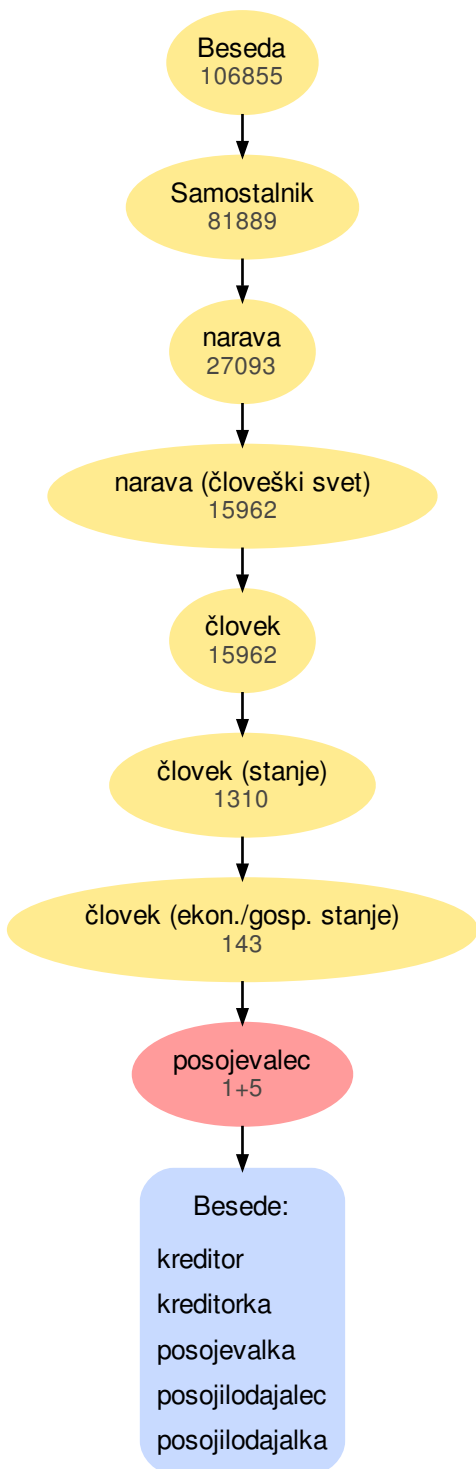 Beseda
106855
Samostalnik
81889
narava
27093
narava (človeški svet)
15962
človek
15962
človek (stanje)
1310
človek (ekon./gosp. stanje)
143
posojevalec
1+5
Besede:
kreditor
kreditorka
posojevalka
posojilodajalec
posojilodajalka